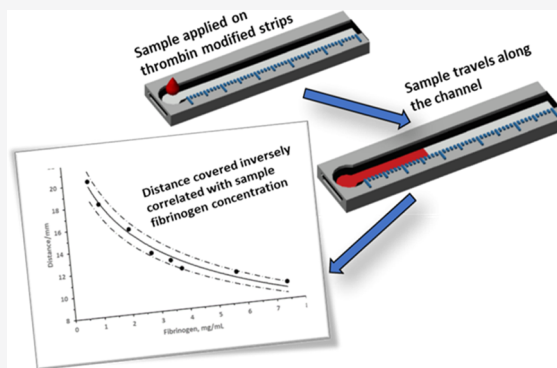 Sample applied on
thrombin modified strips
Sample travels along
the channel
Distance covered inversely
correlated with sample
fibrinogen concentration
Distance/mm
20
18
16
14
12
10
8
0 1 2 3 4 5 6 7
Fibrinogen, mg/mL